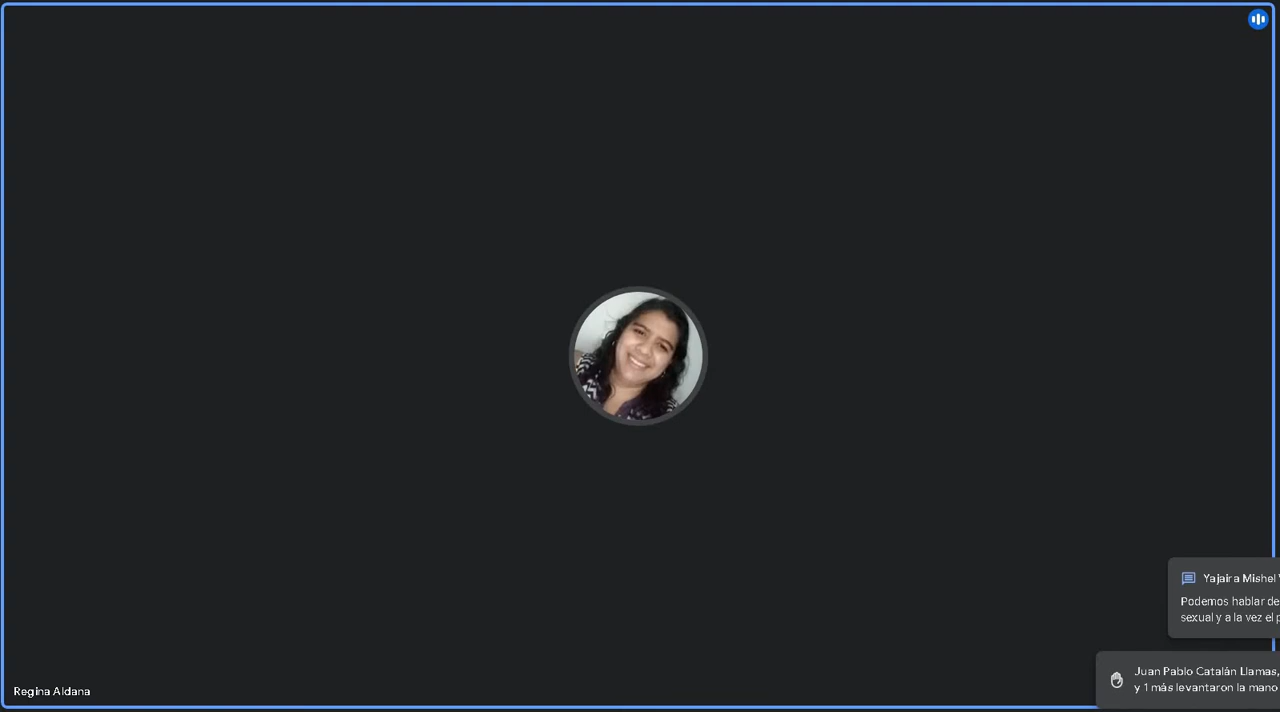 Yajaira Mishel
Podemos hablar de
sexual y a la vez el
Juan Pablo Catalán Llamas,
y 1 más levantaron la mano
Regina Aldana